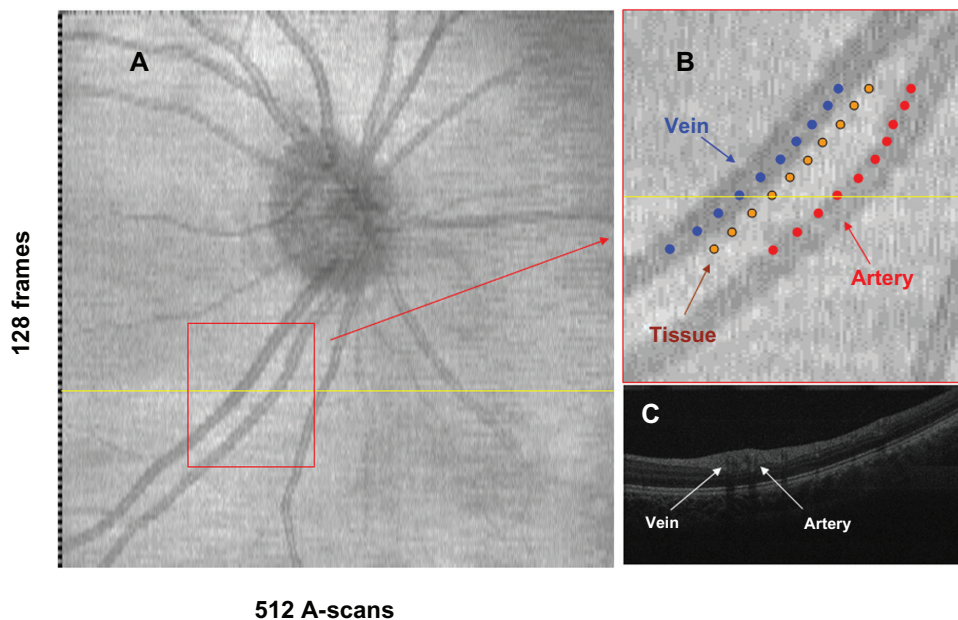 A
B
Vein
Artery
Tissue
128 frames
C
Vein
Artery
512 A-scans